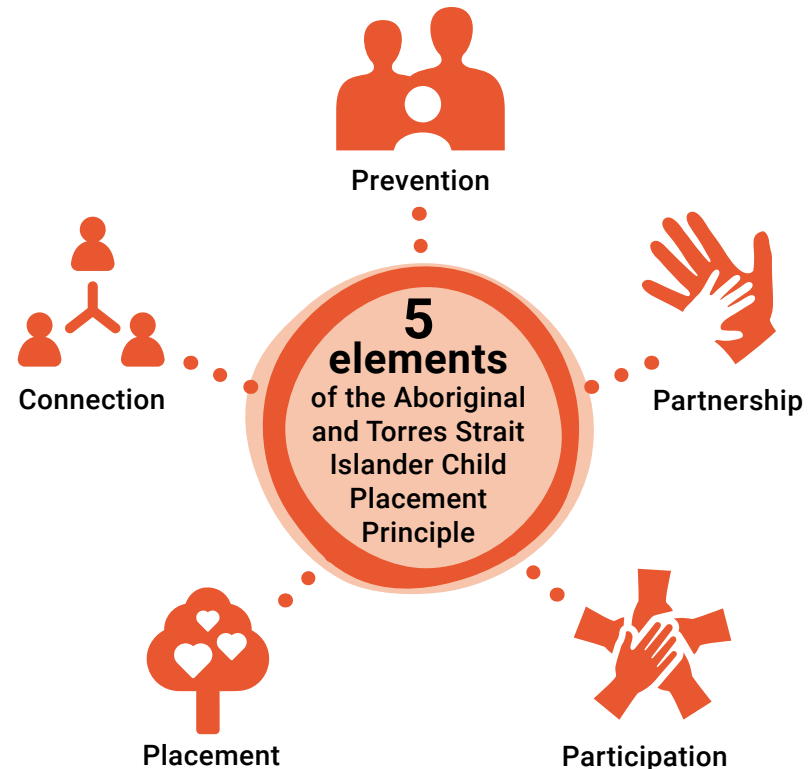 Prevention
Connection
Partnership
5
elements
of the Aboriginal
and Torres Strait
Islander Child
Placement
Principle
Placement
Participation